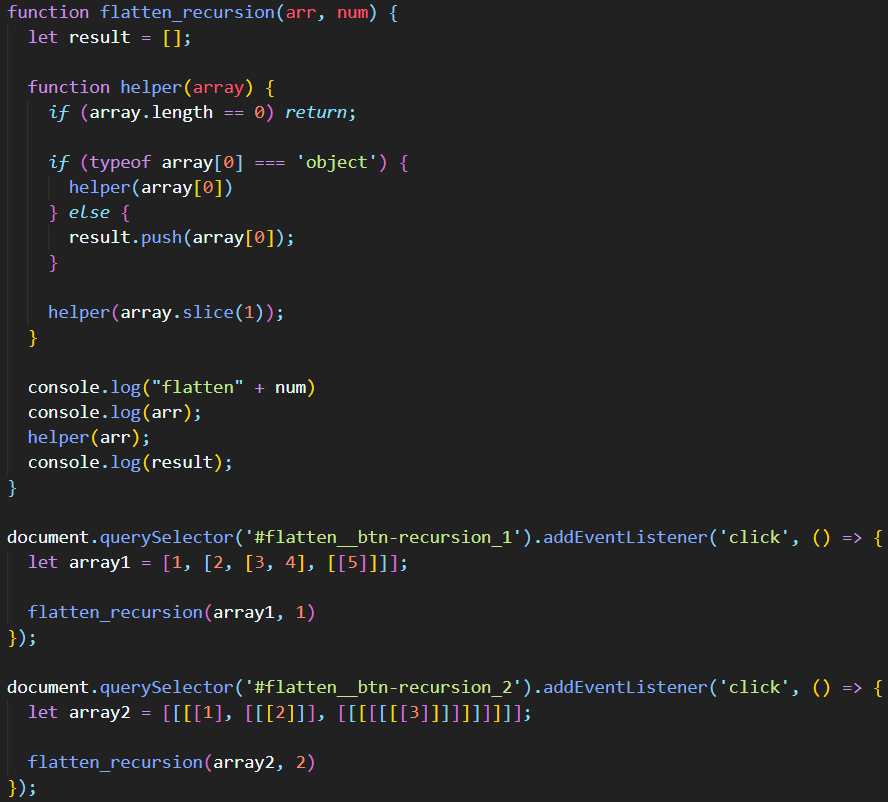 function flatten_recursion(arr, num) {
let result = [];
function helper(array) {
if (array.length == 0) return;
if (typeof array[0] === 'object') {
helper(array[0])
} else {
result.push(array[0]);
}
helper(array.slice(1));
}
console.log("flatten" + num)
console.log(arr);
helper(arr);
console.log(result);
}
document.querySelector('#flatten__btn-recursion_1').addEventListener('click', () => {
let array1 = [1, [2, [3, 4], [[5]]]];
flatten_recursion(array1, 1)
});
document.querySelector('#flatten__btn-recursion_2').addEventListener('click', () => {
let array2 = [[[[1], [[[2]]], [[[[[[[3]]]]]]]]]];
flatten_recursion(array2, 2)
});